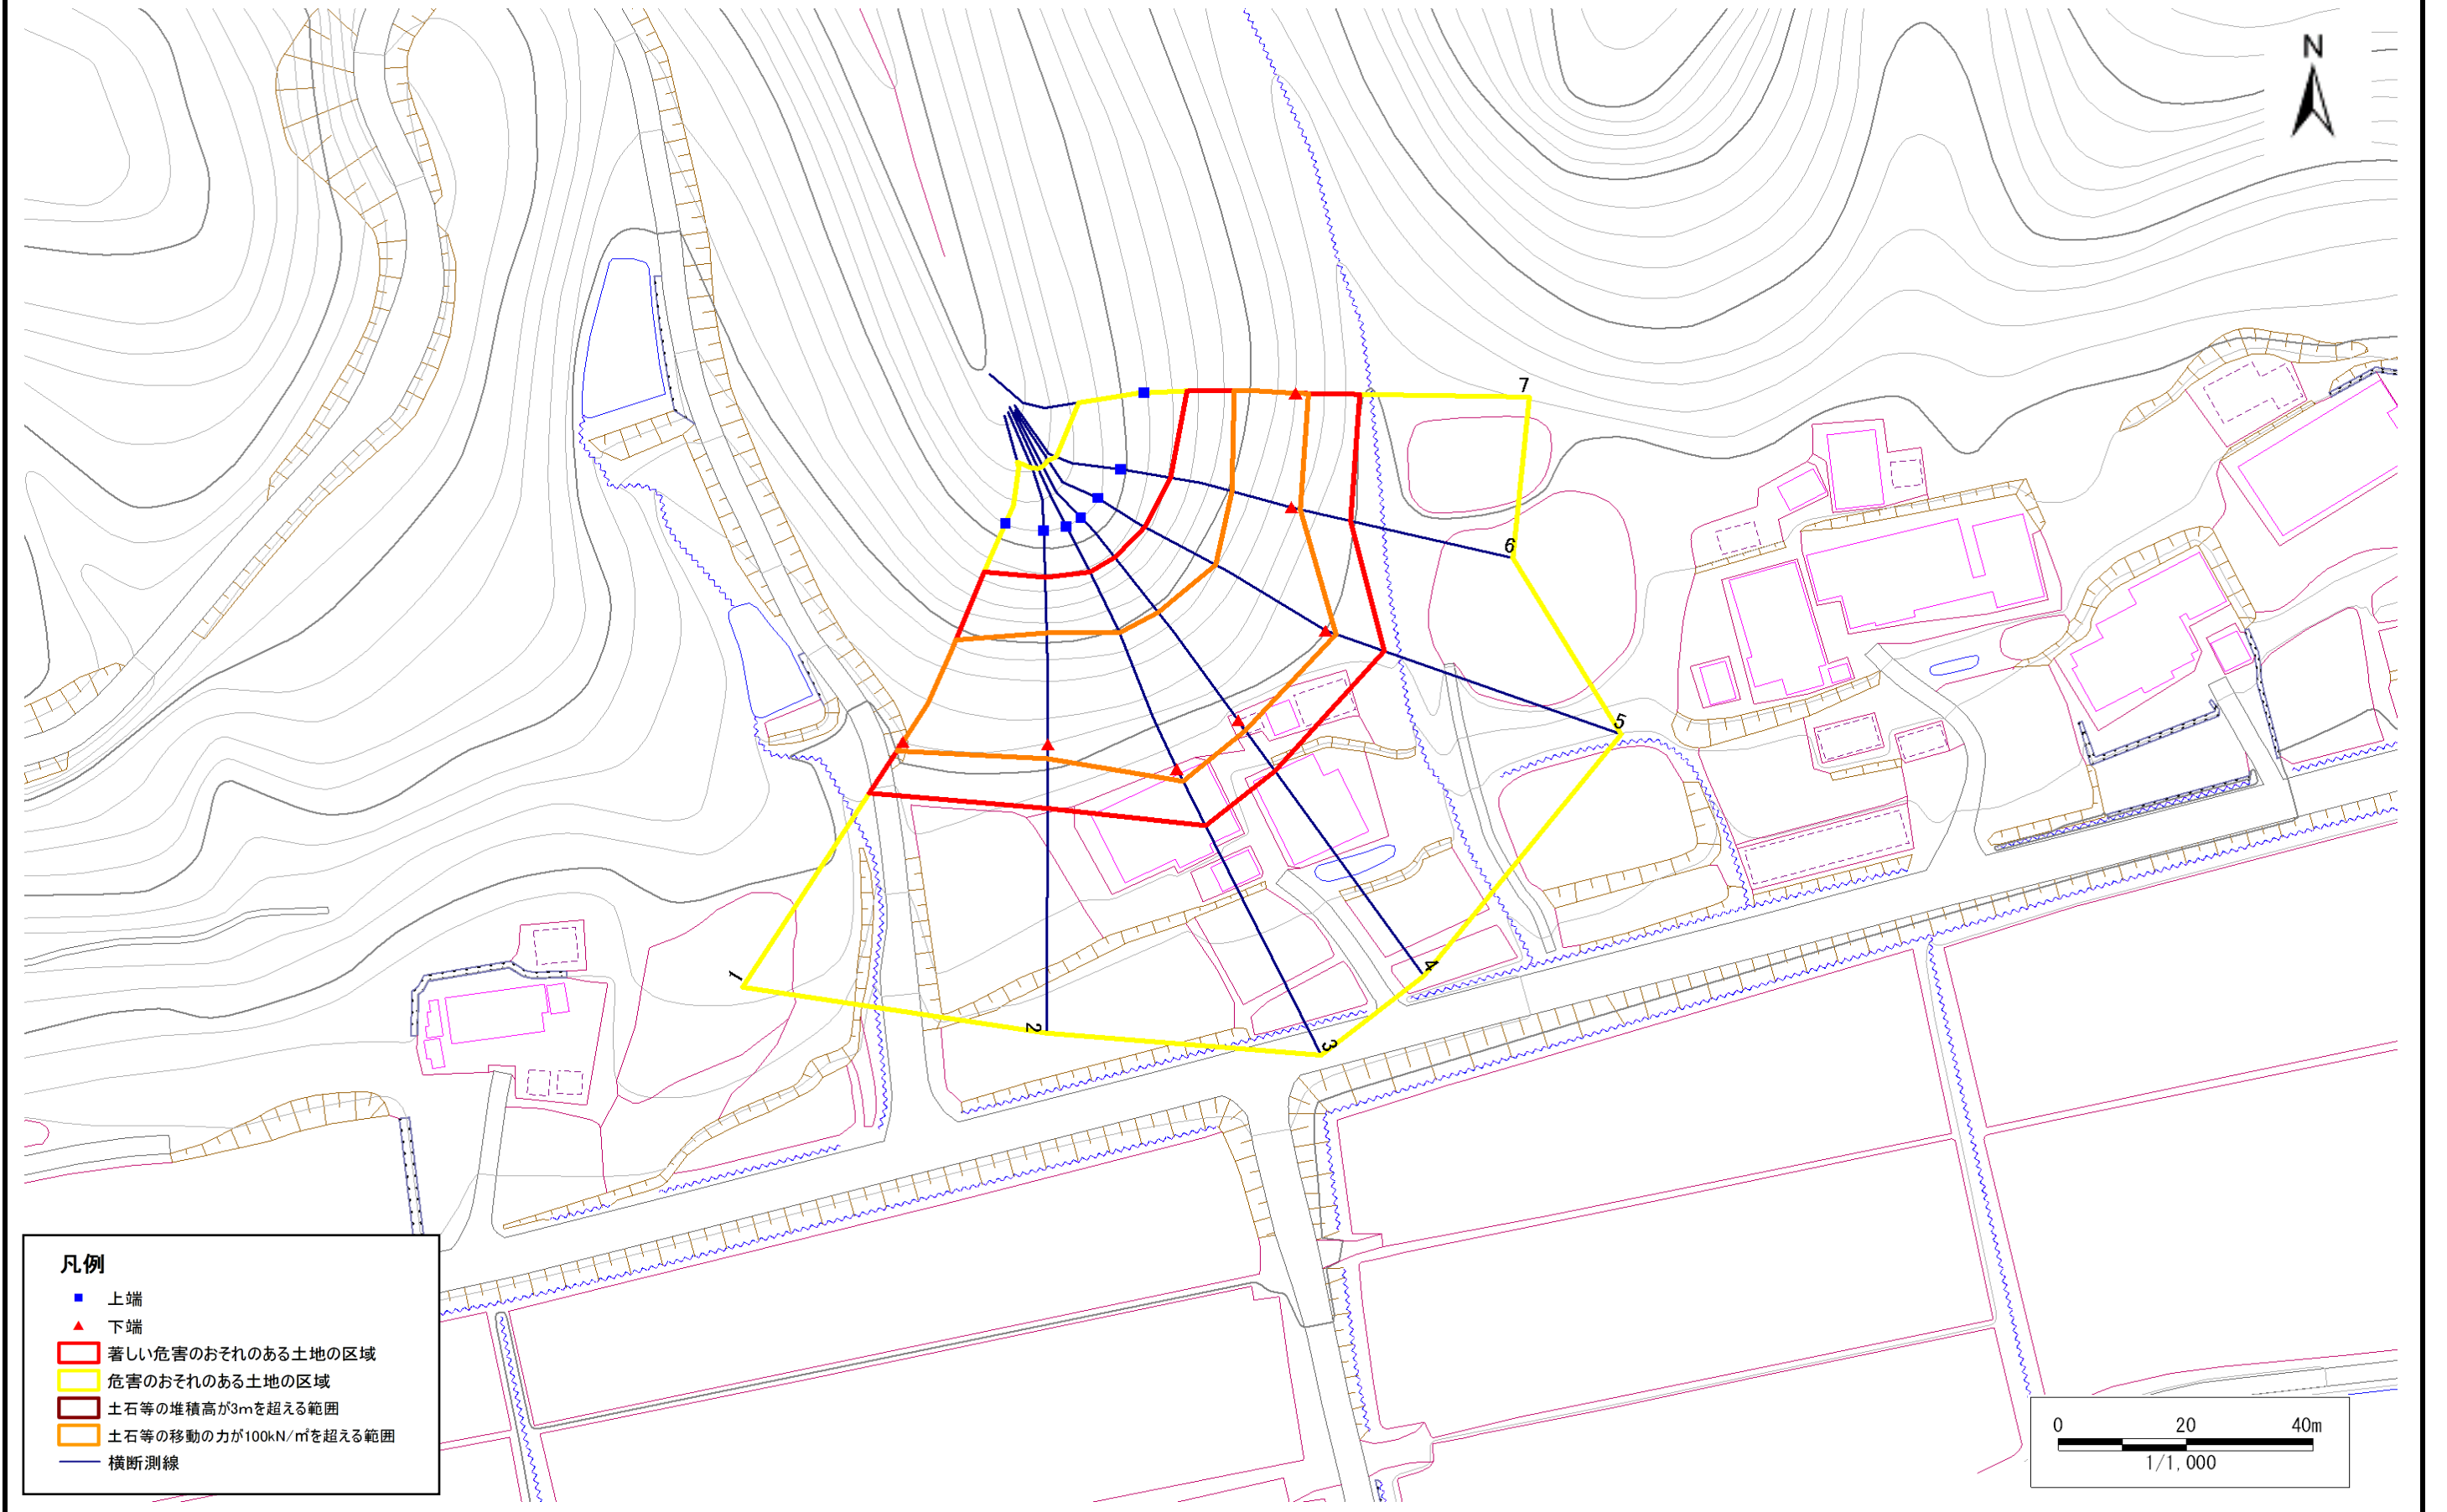 N
7
6
5
1
4
2
3
凡例
上端
下端
著しい危害のおそれのある土地の区域
危害のおそれのある土地の区域
土石等の堆積高が3mを超える範囲
土石等の移動の力が100kN/㎡を超える範囲
横断測線
0 20 40m
1/1,000